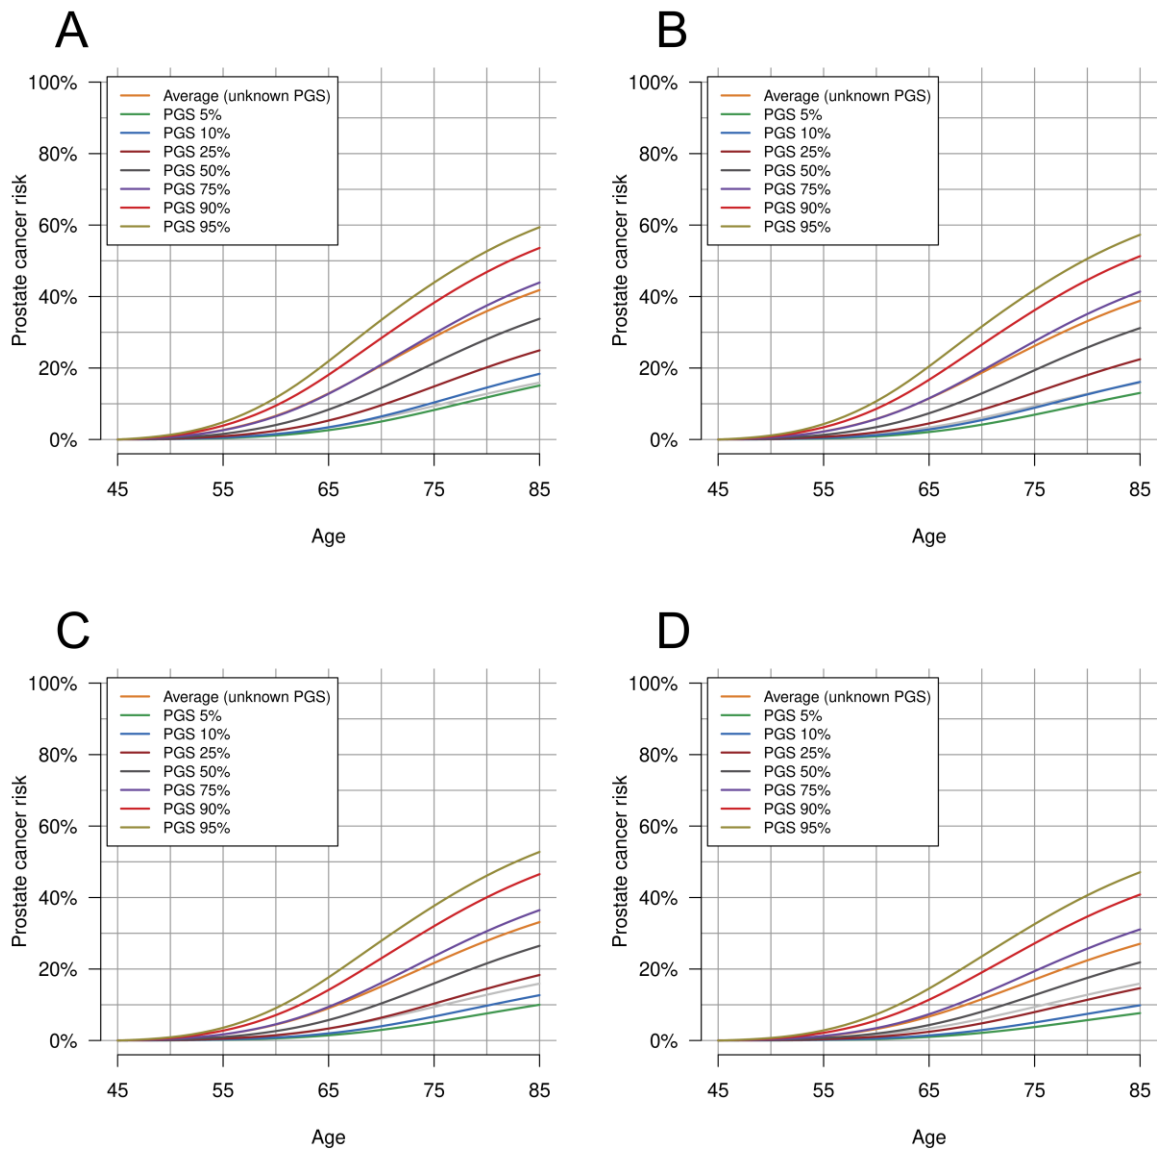 A
Prostate cancer risk
100%
80%
60%
40%
20%
0%
Average (unknown PGS)
PGS 5%
PGS 10%
PGS 25%
PGS 50%
PGS 75%
PGS 90%
PGS 95%
45 55 65 75 85
Age
B
Prostate cancer risk
100%
80%
60%
40%
20%
0%
Average (unknown PGS)
PGS 5%
PGS 10%
PGS 25%
PGS 50%
PGS 75%
PGS 90%
PGS 95%
45 55 65 75 85
Age
C
Prostate cancer risk
100%
80%
60%
40%
20%
0%
Average (unknown PGS)
PGS 5%
PGS 10%
PGS 25%
PGS 50%
PGS 75%
PGS 90%
PGS 95%
45 55 65 75 85
Age
D
Prostate cancer risk
100%
80%
60%
40%
20%
0%
Average (unknown PGS)
PGS 5%
PGS 10%
PGS 25%
PGS 50%
PGS 75%
PGS 90%
PGS 95%
45 55 65 75 85
Age